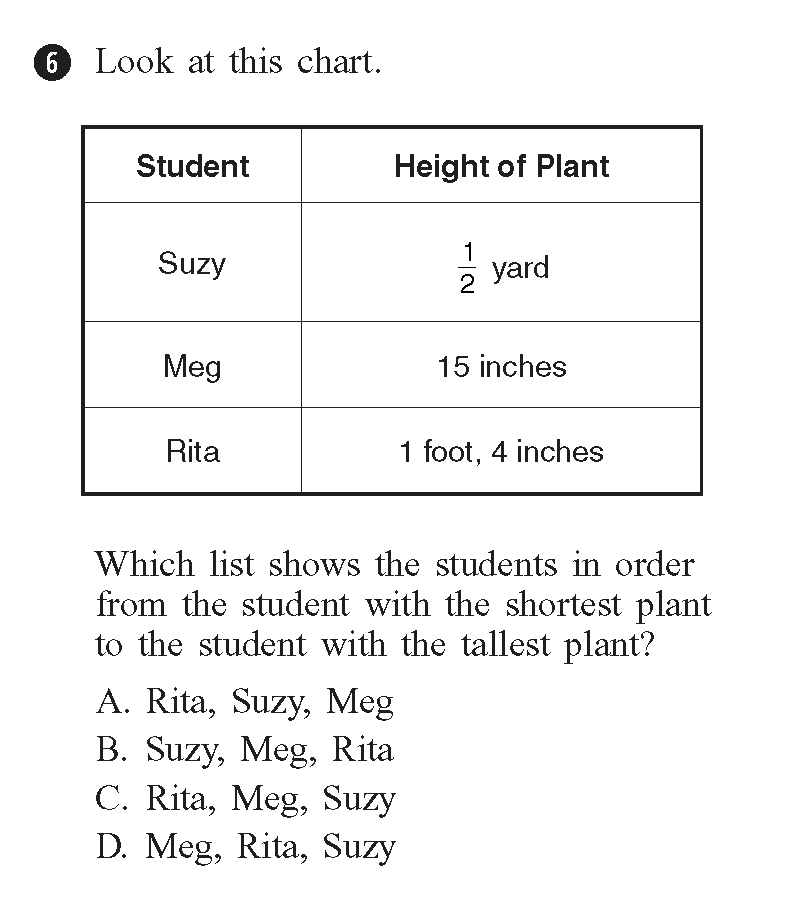 6 Look at this chart.
Student Height of Plant
Suzy 1/2 yard
Meg 15 inches
Rita 1 foot, 4 inches
Which list shows the students in order
from the student with the shortest plant
to the student with the tallest plant?
A. Rita, Suzy, Meg
B. Suzy, Meg, Rita
C. Rita, Meg, Suzy
D. Meg, Rita, Suzy